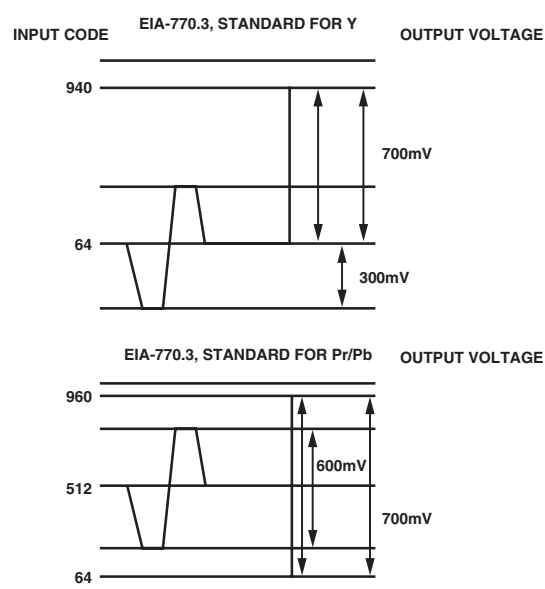 EIA-770.3, STANDARD FOR Y
INPUT CODE
OUTPUT VOLTAGE
940
700mV
64
300mV
EIA-770.3, STANDARD FOR Pr/Pb
OUTPUT VOLTAGE
960
600mV
512
700mV
64